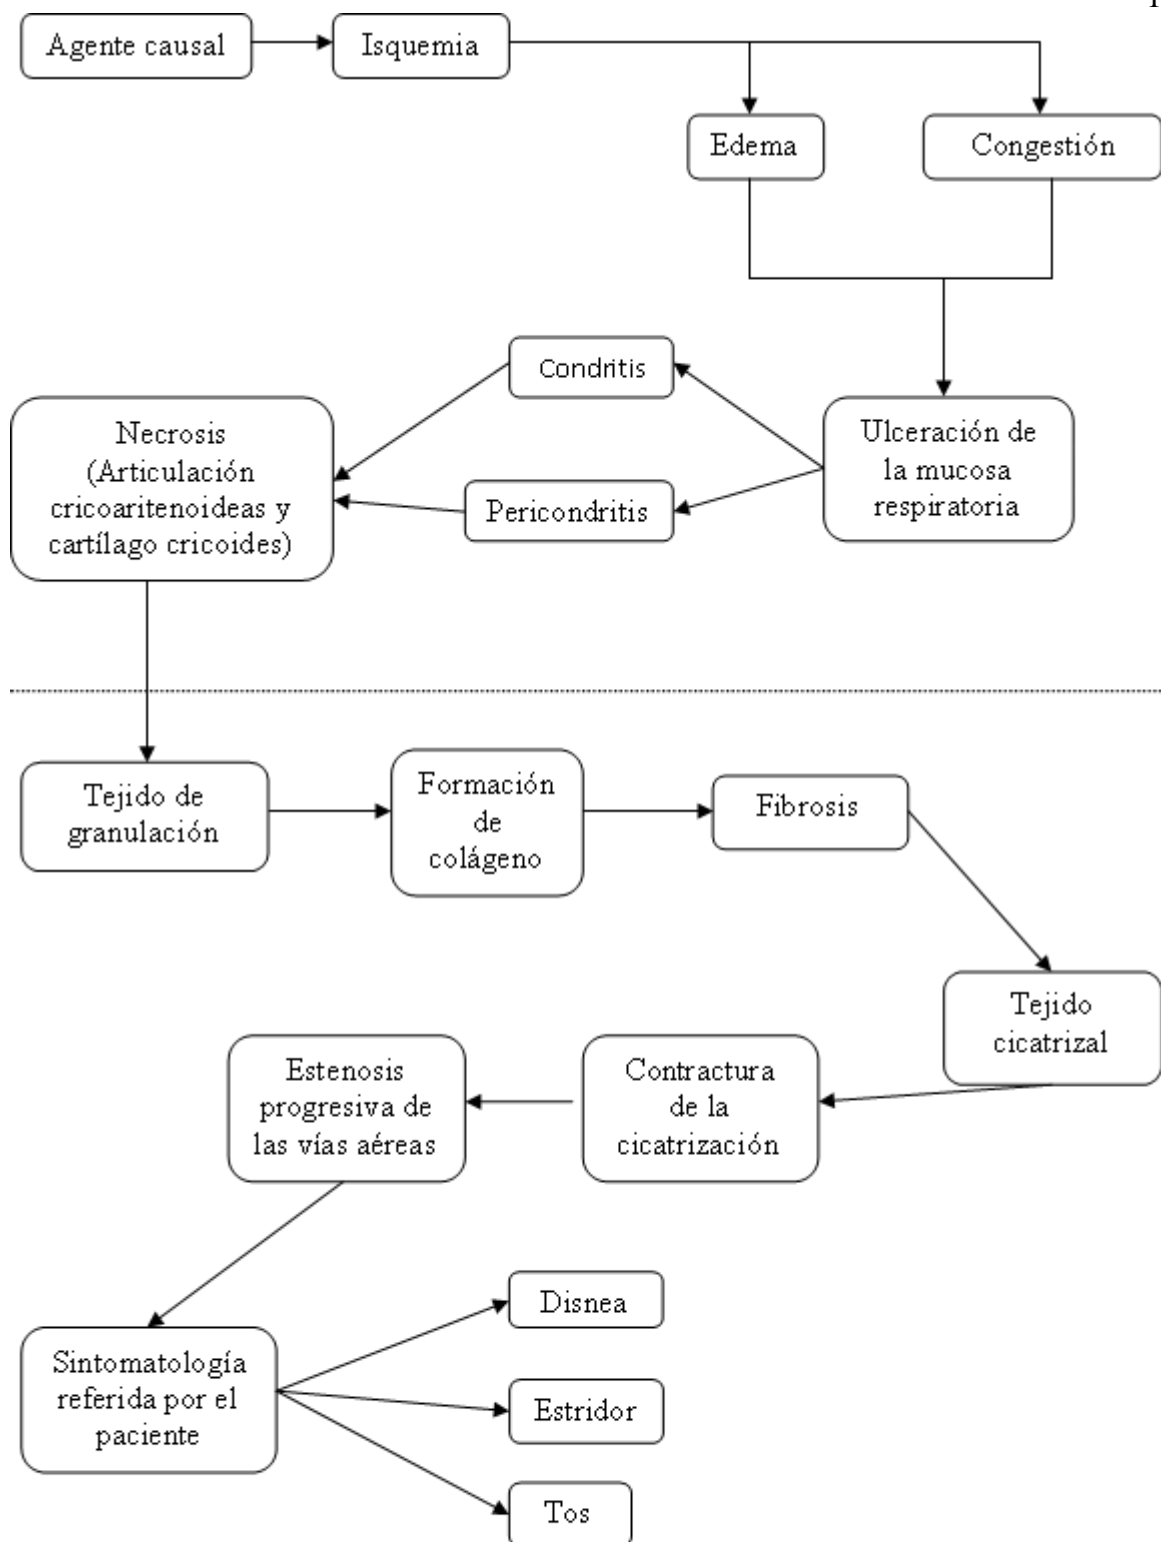 Agente causal
Isquemia
Edema
Congestión
Condritis
Pericondritis
Ulceración de
la mucosa
respiratoria
Necrosis
(Articulación
cricoaritenoideas y
cartílago cricoides)
Tejido de
granulación
Formación
de
colágeno
Fibrosis
Tejido
cicatrizal
Contractura
de la
cicatrización
Estenosis
progresiva de
las vías aéreas
Sintomatología
referida por el
paciente
Disnea
Estridor
Tos